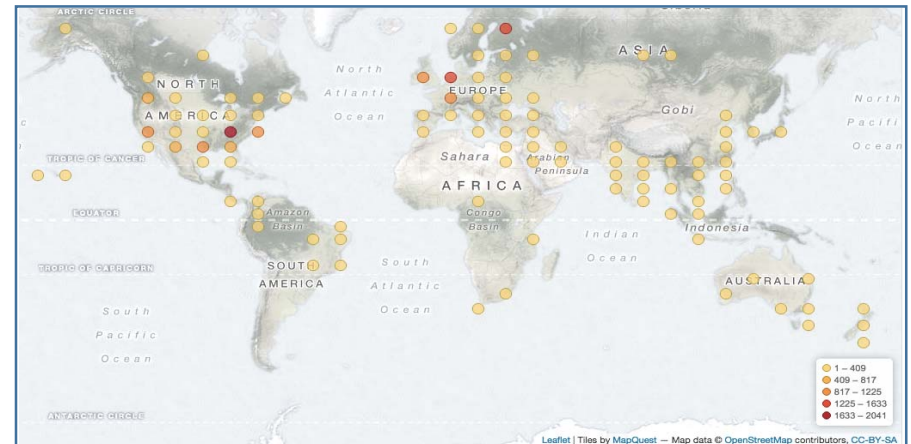 ARCTIC CIRCLE
ASIA
North
Atlantic
Ocean
NORTH
AMERICA
EUROPE
Gobi
North
Pacifi
Ocean
TROPIC OF CANCER
Sahara
Arabian
Peninsula
AFRICA
EQUATOR
Amazon
Basin
Congo
Basin
Indonesia
Indian
Ocean
TROPIC OF CAPRICORN
SOUTH
AMERICA
South
Atlantic
Ocean
AUSTRALIA
South
Pacific
Ocean
1 – 409
409 – 817
817 – 1225
1225 – 1633
1633 – 2041
ANTARCTIC CIRCLE
Leaflet | Tiles by MapQuest — Map data © OpenStreetMap contributors, CC-BY-SA